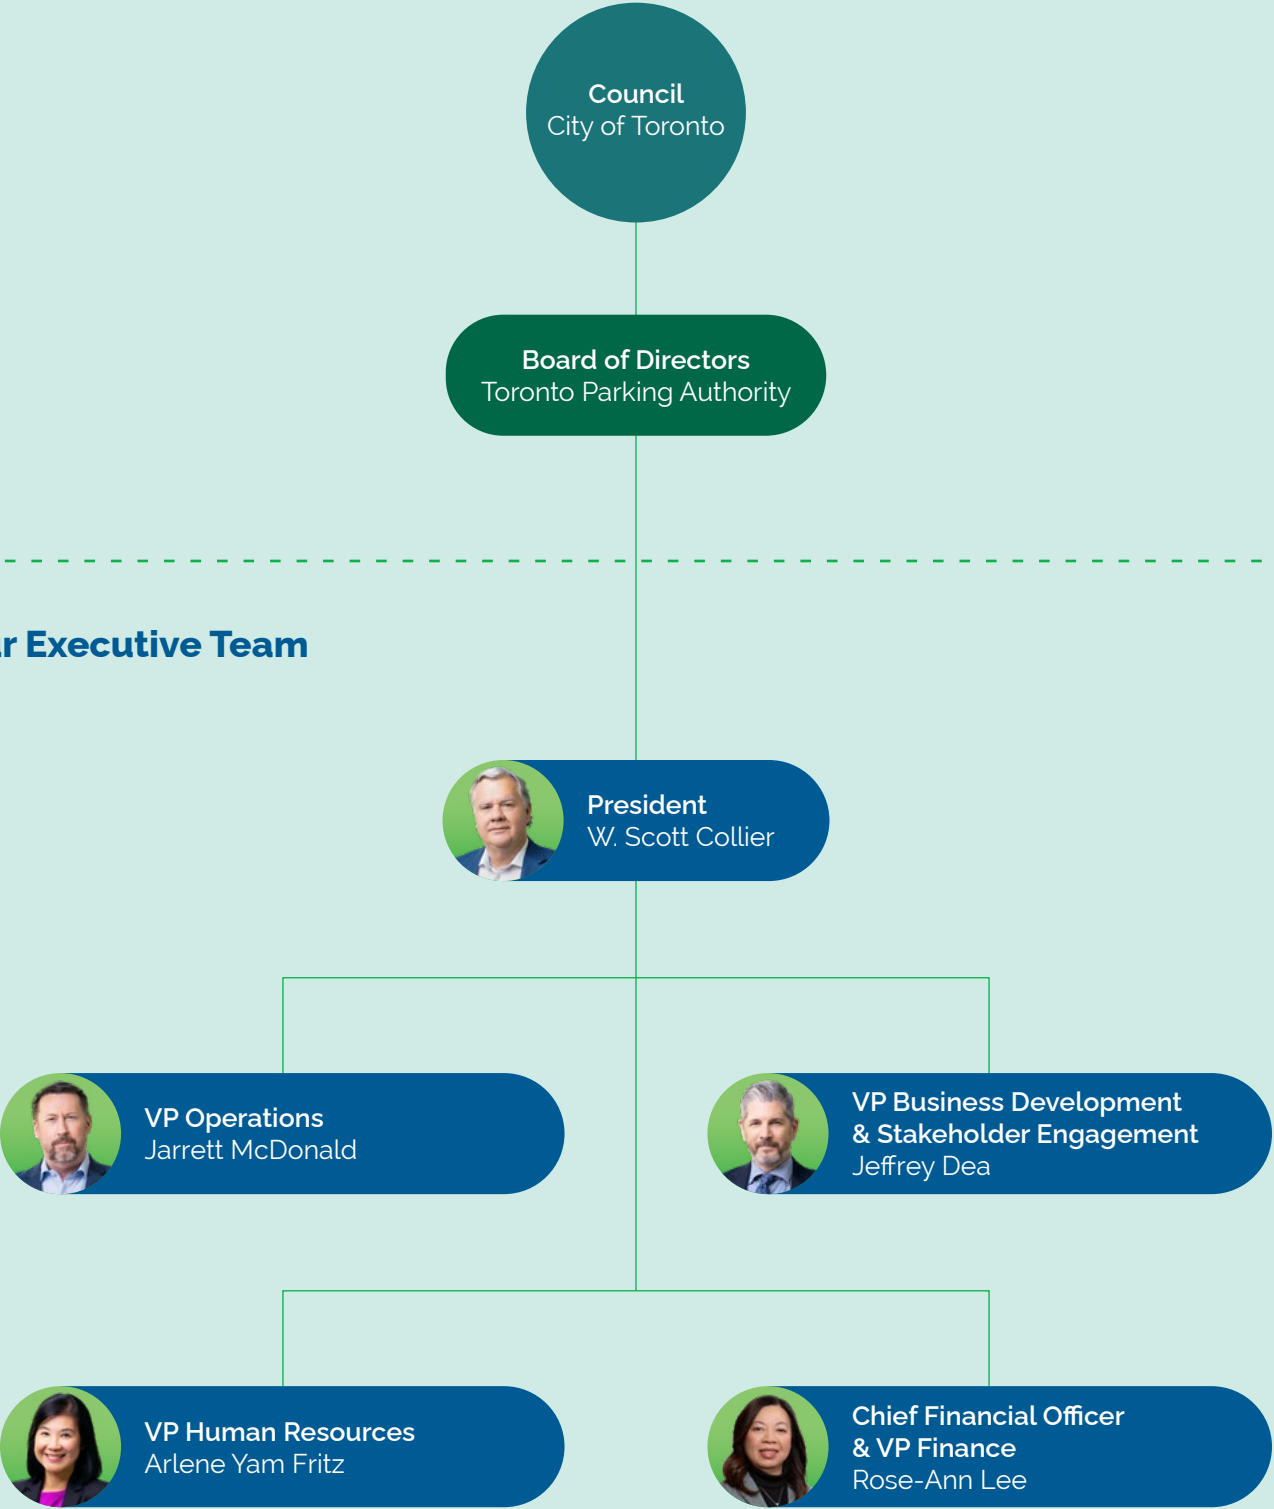 Council
City of Toronto
Board of Directors
Toronto Parking Authority
r Executive Team
President
W. Scott Collier
VP Operations
Jarrett McDonald
VP Business Development
& Stakeholder Engagement
Jeffrey Dea
VP Human Resources
Arlene Yam Fritz
Chief Financial Officer
& VP Finance
Rose-Ann Lee